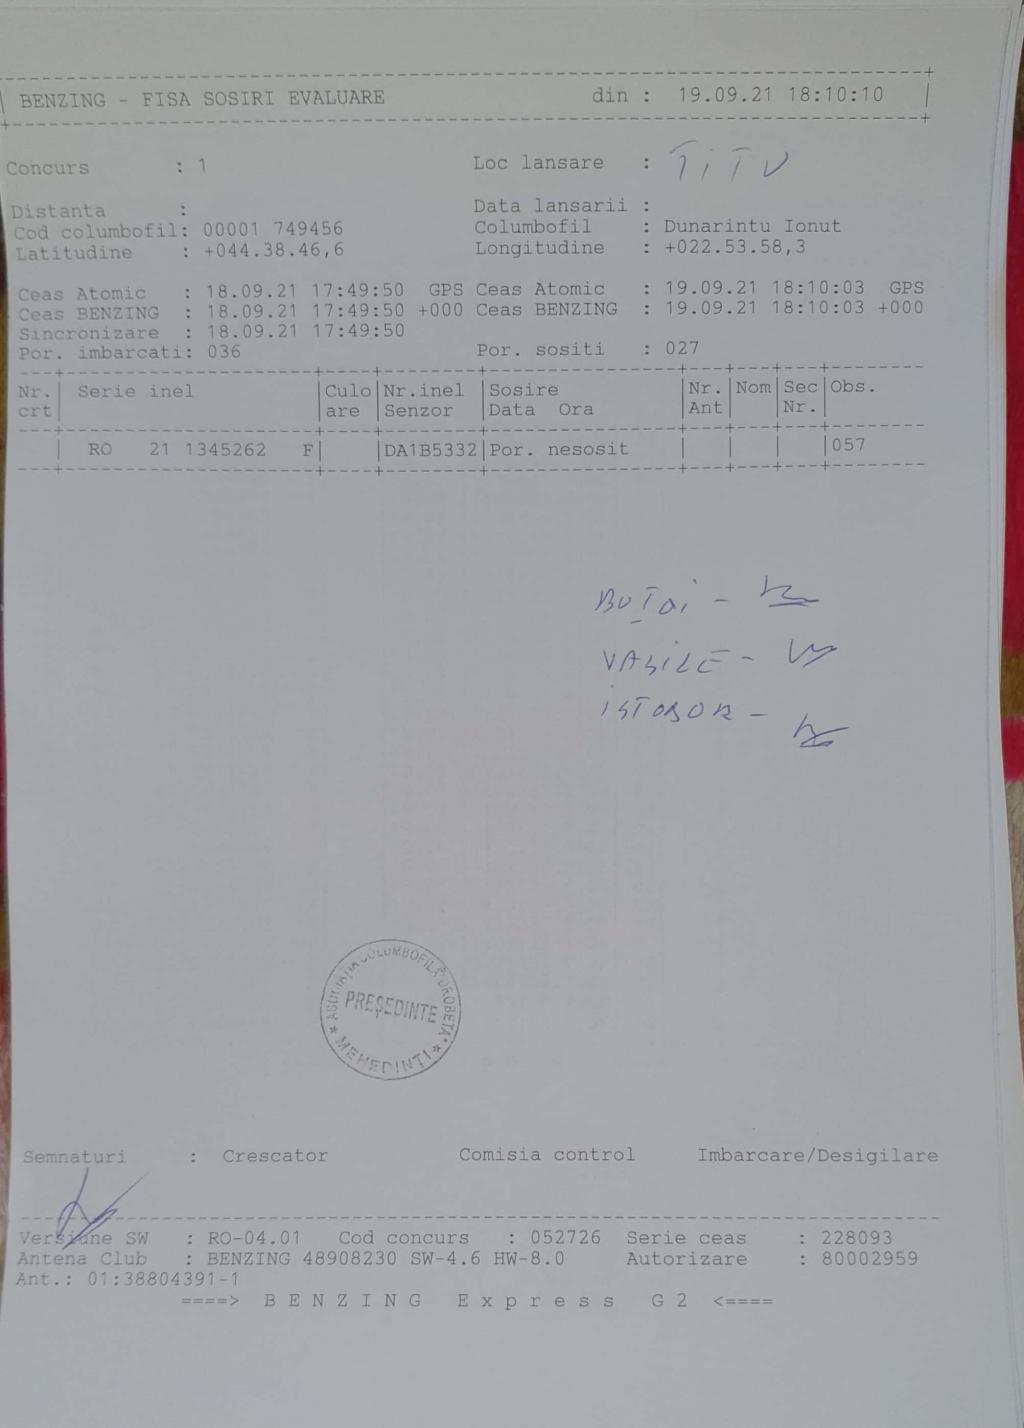 BENZING - FISA SOSIRI EVALUARE din : 19.09.21 18:10:10
Concurs : 1 Loc lansare : TiTU
Distanta : Data lansarii :
Cod columbofil: 00001 749456 Columbofil : Dunarintu Ionut
Latitudine : +044.38.46,6 Longitudine : +022.53.58,3
Ceas Atomic : 18.09.21 17:49:50 GPS Ceas Atomic : 19.09.21 18:10:03 GPS
Ceas BENZING : 18.09.21 17:49:50 +000 Ceas BENZING : 19.09.21 18:10:03 +000
Sincronizare : 18.09.21 17:49:50
Por. imbarcati: 036 Por. sositi : 027
Nr. Serie inel Culo Nr.inel Sosire Nr. Nom Sec Obs.
crt are Senzor Data Ora Ant Nr.
RO 21 1345262 F DA1B5332 Por. nesosit 057
BUȚOi -
VASILE -
iSTODOR -
ASOCIATIA COLUMBOFILA DROBETA
PREȘEDINTE
* MEHEDINTI *
Semnaturi : Crescator Comisia control Imbarcare/Desigilare
Versiune SW : RO-04.01 Cod concurs : 052726 Serie ceas : 228093
Antena Club : BENZING 48908230 SW-4.6 HW-8.0 Autorizare : 80002959
Ant.: 01:38804391-1
====> B E N Z I N G E x p r e s s G 2 <====